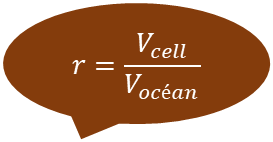 r = V_cell / V_océan